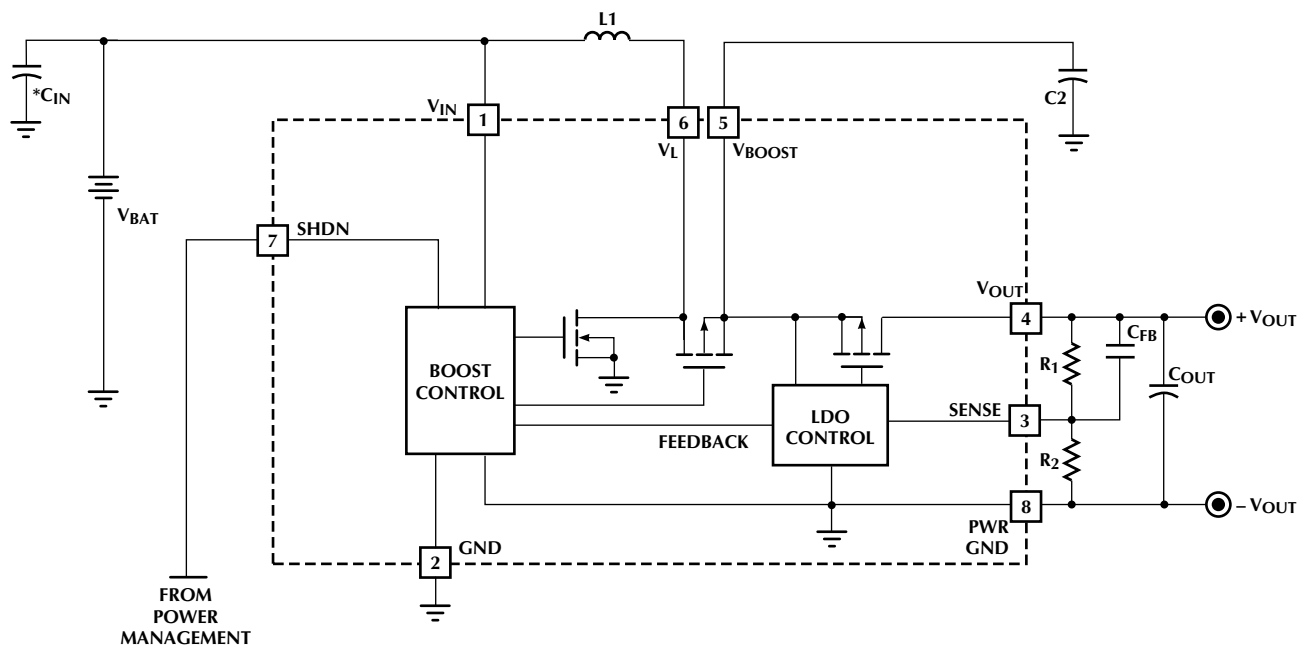 L1
*CIN
C2
VIN
1
6
5
VL
VBOOST
VBAT
7
SHDN
VOUT
4
+ VOUT
CFB
R1
COUT
BOOST
CONTROL
LDO
CONTROL
SENSE
3
FEEDBACK
R2
8
– VOUT
PWR
GND
GND
2
FROM
POWER
MANAGEMENT